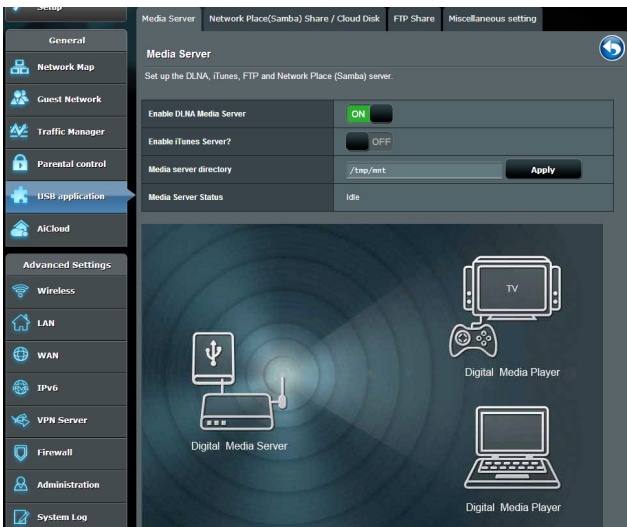 Setup
General
Network Map
Guest Network
Traffic Manager
Parental control
USB application
AiCloud
Advanced Settings
Wireless
LAN
WAN
IPv6
VPN Server
Firewall
Administration
System Log
Media Server
Network Place(Samba) Share / Cloud Disk
FTP Share
Miscellaneous setting
Media Server
Set up the DLNA, iTunes, FTP and Network Place (Samba) server.
Enable DLNA Media Server
ON
Enable iTunes Server?
OFF
Media server directory
/tmp/mnt
Apply
Media Server Status
Idle
TV
Digital Media Player
Digital Media Server
Digital Media Player